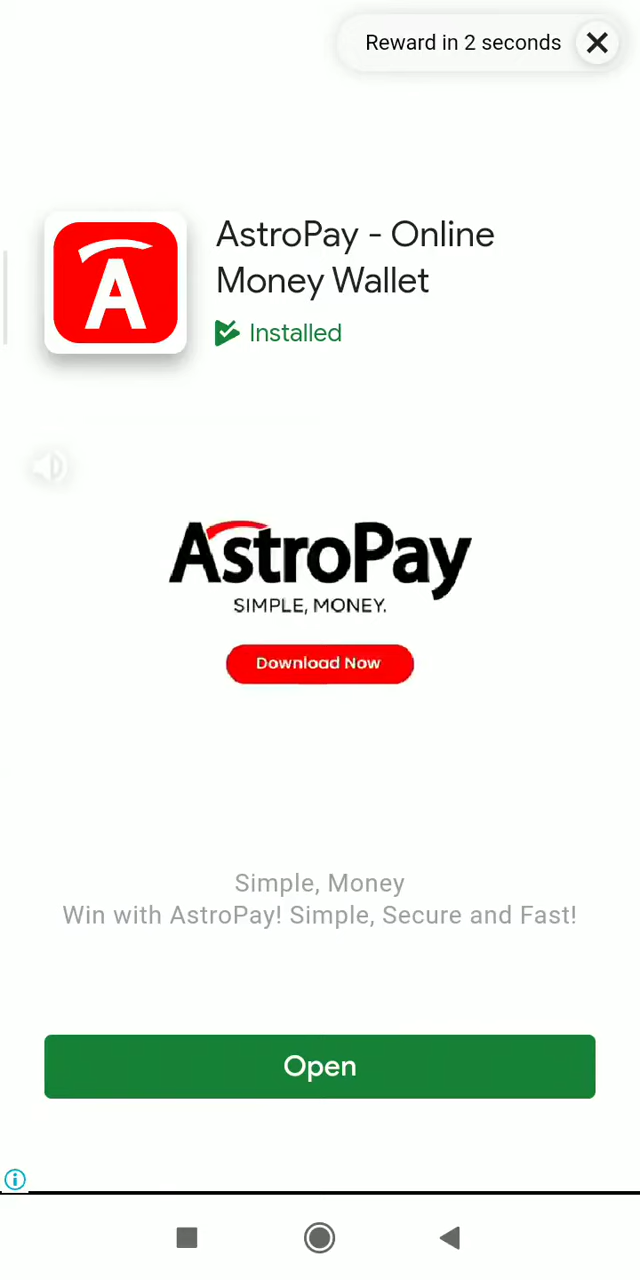 Reward in 2 seconds
AstroPay - Online
Money Wallet
Installed
A
AstroPay
SIMPLE, MONEY.
Download Now
Simple, Money
Win with AstroPay! Simple, Secure and Fast!
Open